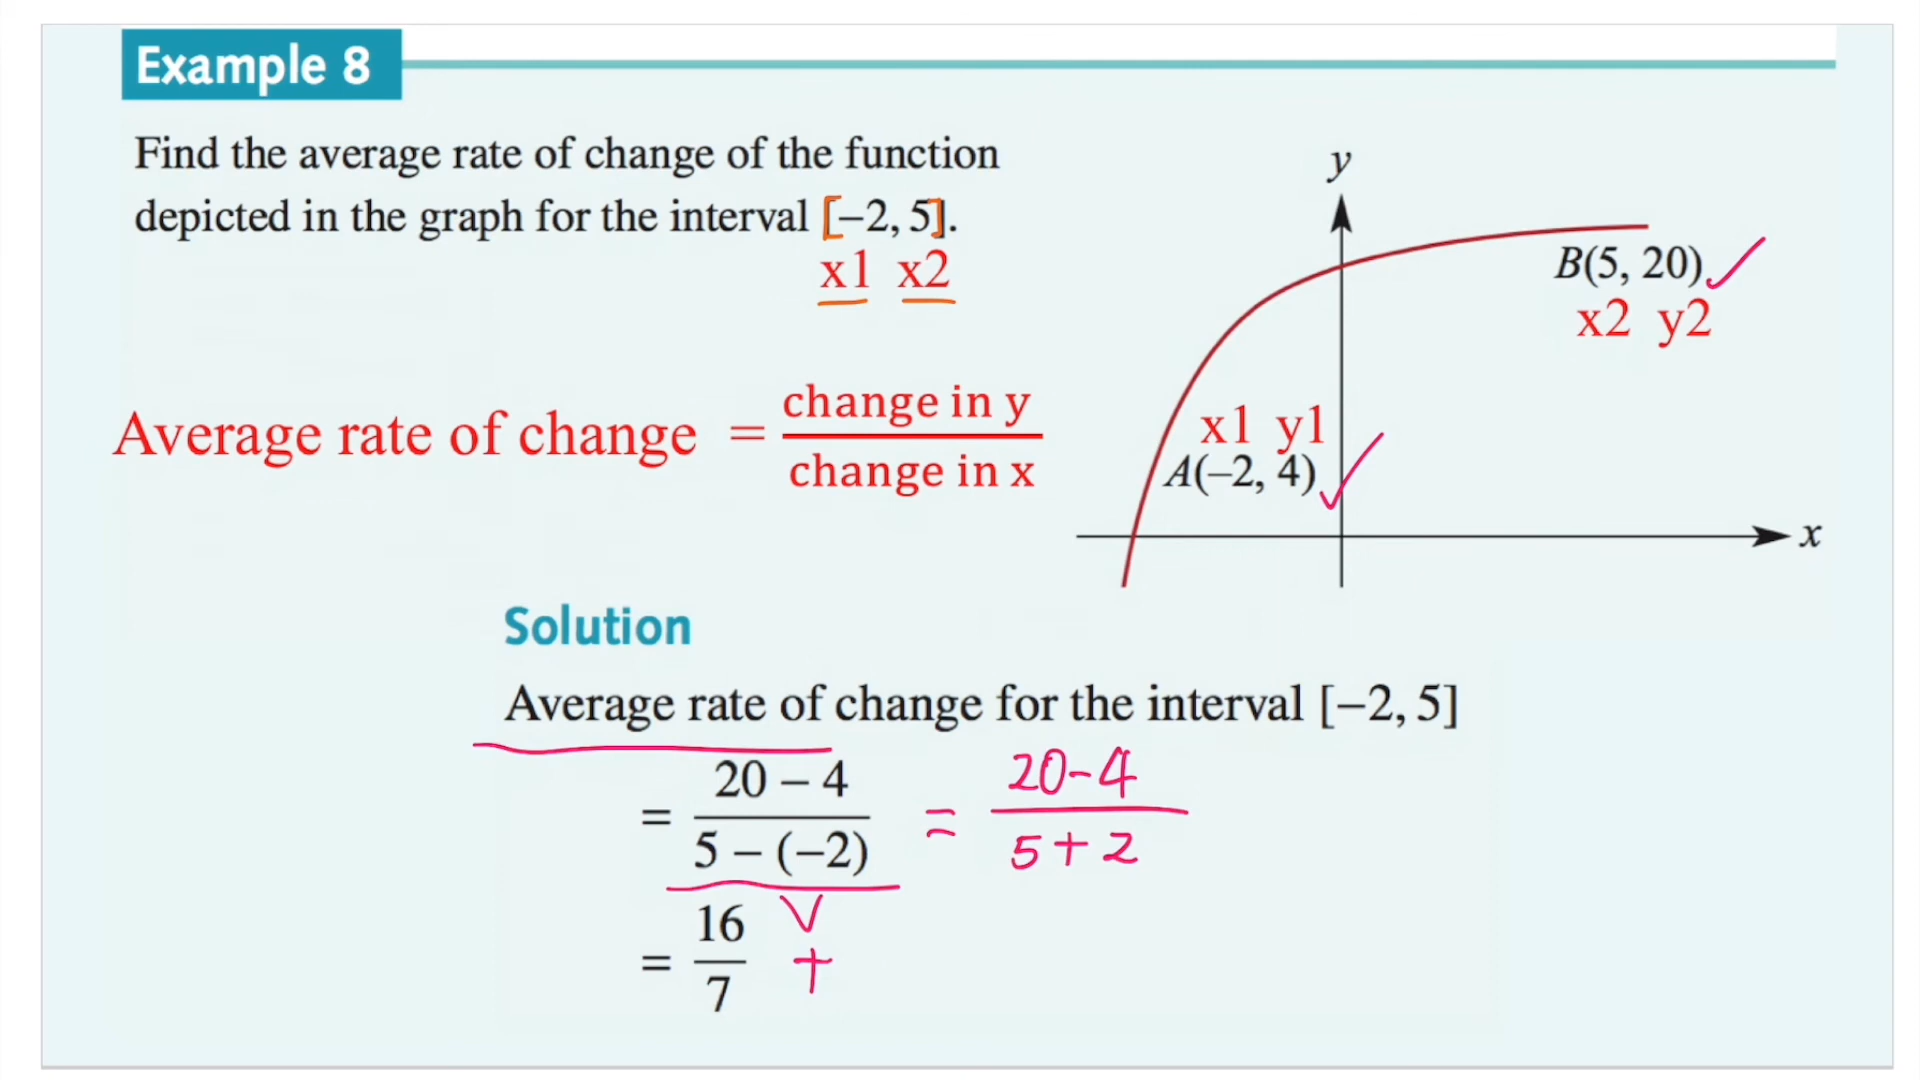 Example 8
Find the average rate of change of the function
depicted in the graph for the interval [−2, 5].
x1 x2
Average rate of change = change in y / change in x
y
B(5, 20)
x2 y2
x1 y1
A(−2, 4)
x
Solution
Average rate of change for the interval [−2, 5]
= 20 − 4 / 5 − (−2) = 20-4 / 5+2
= 16 / 7 +